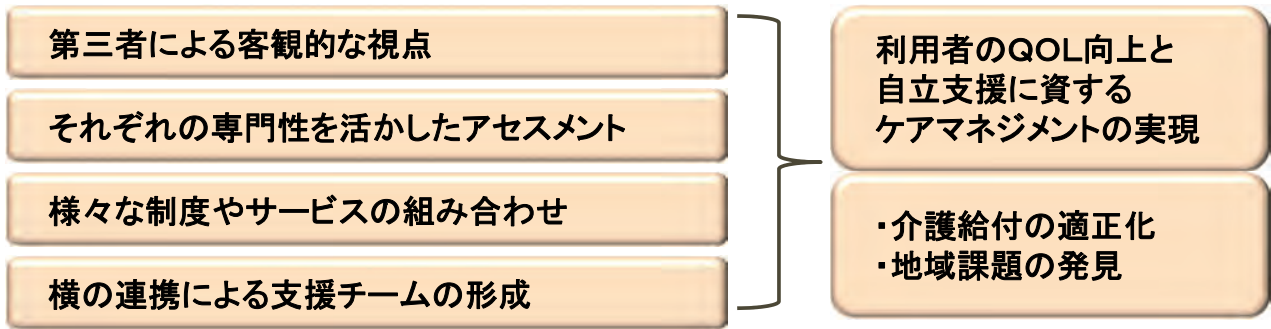 第三者による客観的な視点
それぞれの専門性を活かしたアセスメント
様々な制度やサービスの組み合わせ
横の連携による支援チームの形成
利用者のQOL向上と
自立支援に資する
ケアマネジメントの実現
・介護給付の適正化
・地域課題の発見